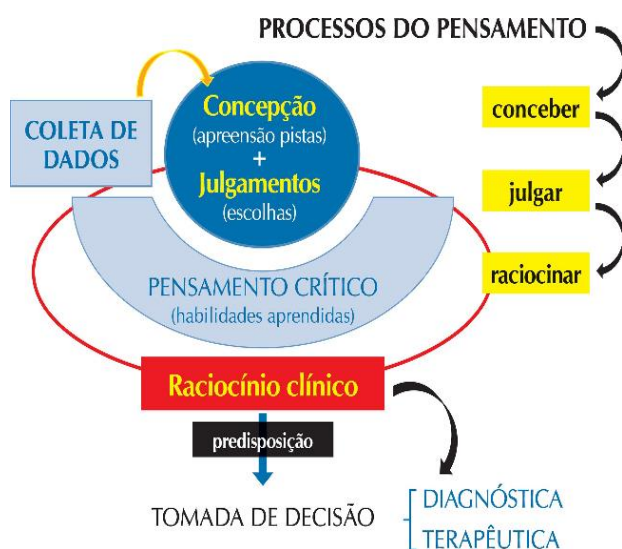 PROCESSOS DO PENSAMENTO
COLETA DE
DADOS
Concepção
(apreensão pistas)
+
Julgamentos
(escolhas)
conceber
julgar
raciocinar
PENSAMENTO CRÍTICO
(habilidades aprendidas)
Raciocínio clínico
predisposição
TOMADA DE DECISÃO
DIAGNÓSTICA
TERAPÊUTICA